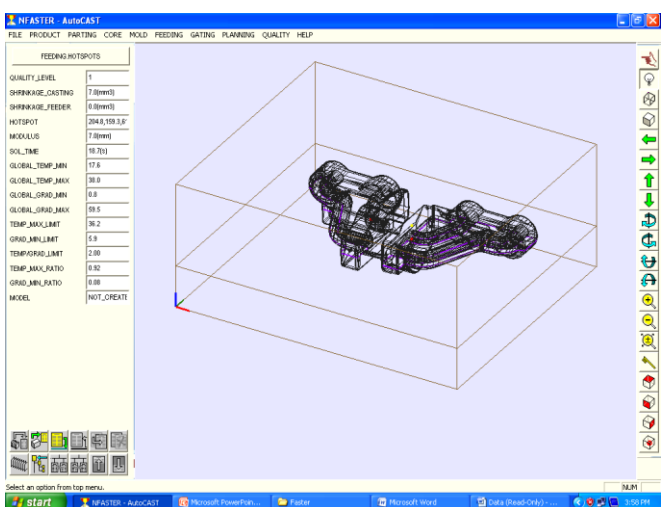 NFASTER - AutoCAST
FILE PRODUCT PARTING CORE MOLD FEEDING GATING PLANNING QUALITY HELP
FEEDING:HOTSPOTS
QUALITY_LEVEL 1
SHRINKAGE_CASTING 7.0(mm3)
SHRINKAGE_FEEDER 0.0(mm3)
HOTSPOT 204.8,159.3,6
MODULUS 7.0(mm)
SOL_TIME 18.7(s)
GLOBAL_TEMP_MIN 17.6
GLOBAL_TEMP_MAX 38.0
GLOBAL_GRAD_MIN 0.8
GLOBAL_GRAD_MAX 59.5
TEMP_MAX_LIMIT 36.2
GRAD_MIN_LIMIT 5.9
TEMP/GRAD_LIMIT 2.00
TEMP_MAX_RATIO 0.92
GRAD_MIN_RATIO 0.08
MODEL NOT_CREATE
Select an option from top menu.
NUM
start NFASTER - AutoCAST Microsoft PowerPoin... Faster Microsoft Word Data (Read-Only) - ... 3:58 PM